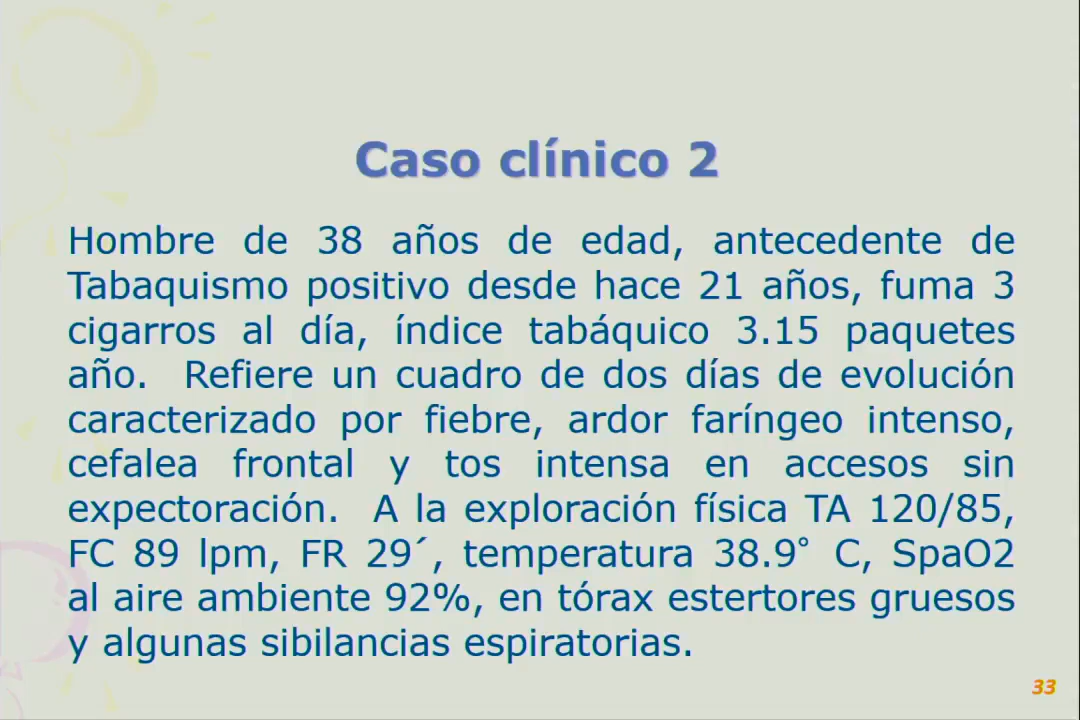 Caso clínico 2
Hombre de 38 años de edad, antecedente de
Tabaquismo positivo desde hace 21 años, fuma 3
cigarros al día, índice tabáquico 3.15 paquetes
año. Refiere un cuadro de dos días de evolución
caracterizado por fiebre, ardor faríngeo intenso,
cefalea frontal y tos intensa en accesos sin
expectoración. A la exploración física TA 120/85,
FC 89 lpm, FR 29´, temperatura 38.9° C, SpaO2
al aire ambiente 92%, en tórax estertores gruesos
y algunas sibilancias espiratorias.
33